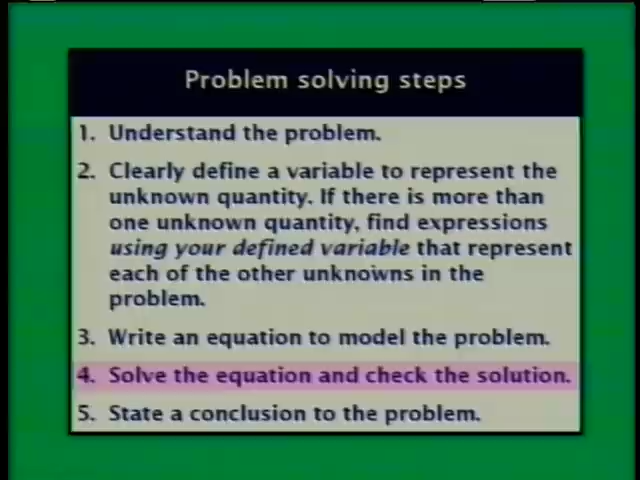 Problem solving steps
1. Understand the problem.
2. Clearly define a variable to represent the
unknown quantity. If there is more than
one unknown quantity, find expressions
using your defined variable that represent
each of the other unknowns in the
problem.
3. Write an equation to model the problem.
4. Solve the equation and check the solution.
5. State a conclusion to the problem.